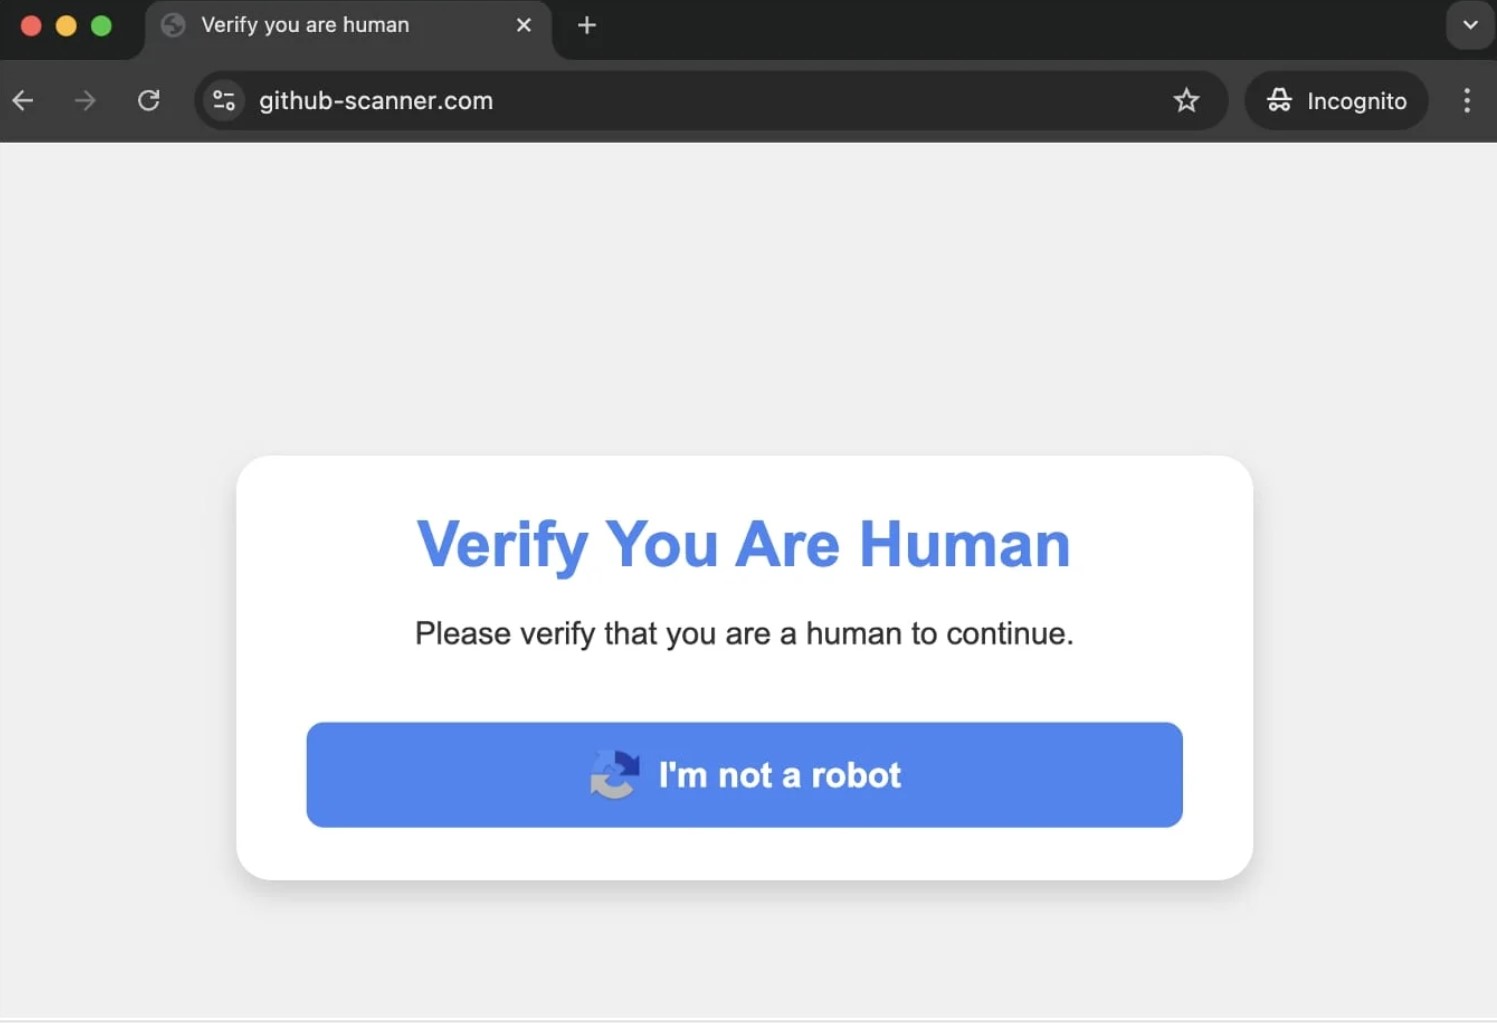 Verify you are human
github-scanner.com
Incognito
Verify You Are Human
Please verify that you are a human to continue.
I'm not a robot